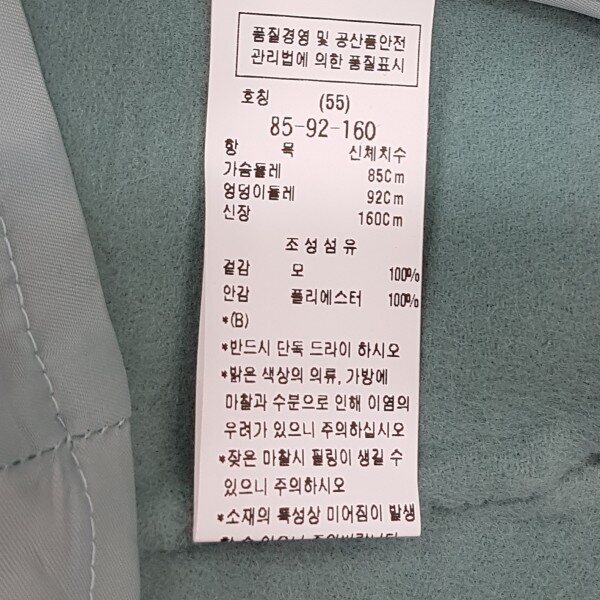 품질경영 및 공산품안전
관리법에 의한 품질표시
호칭 (55)
85-92-160
항 목 신체치수
가슴둘레 85Cm
엉덩이둘레 92Cm
신장 160Cm
조성섬유
겉감 모 100%
안감 폴리에스터 100%
*(B)
*반드시 단독 드라이 하시오
*밝은 색상의 의류, 가방에
마찰과 수분으로 인해 이염의
우려가 있으니 주의하십시오
*잦은 마찰시 필링이 생길 수
있으니 주의하시오
*소재의 특성상 미어짐이 발생